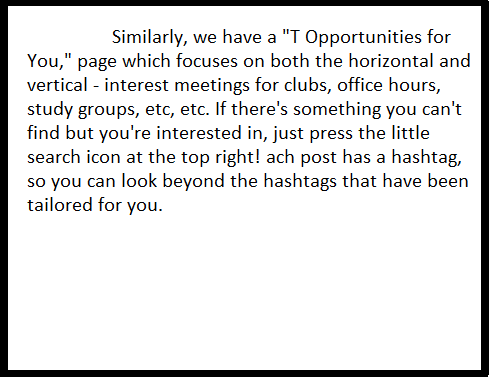 Similarly, we have a "T Opportunities for
You," page which focuses on both the horizontal and
vertical - interest meetings for clubs, office hours,
study groups, etc, etc. If there's something you can't
find but you're interested in, just press the little
search icon at the top right! ach post has a hashtag,
so you can look beyond the hashtags that have been
tailored for you.